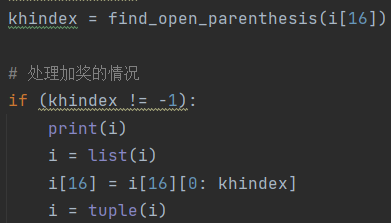 khindex = find_open_parenthesis(i[16])
# 处理加奖的情况
if (khindex != -1):
print(i)
i = list(i)
i[16] = i[16][0: khindex]
i = tuple(i)